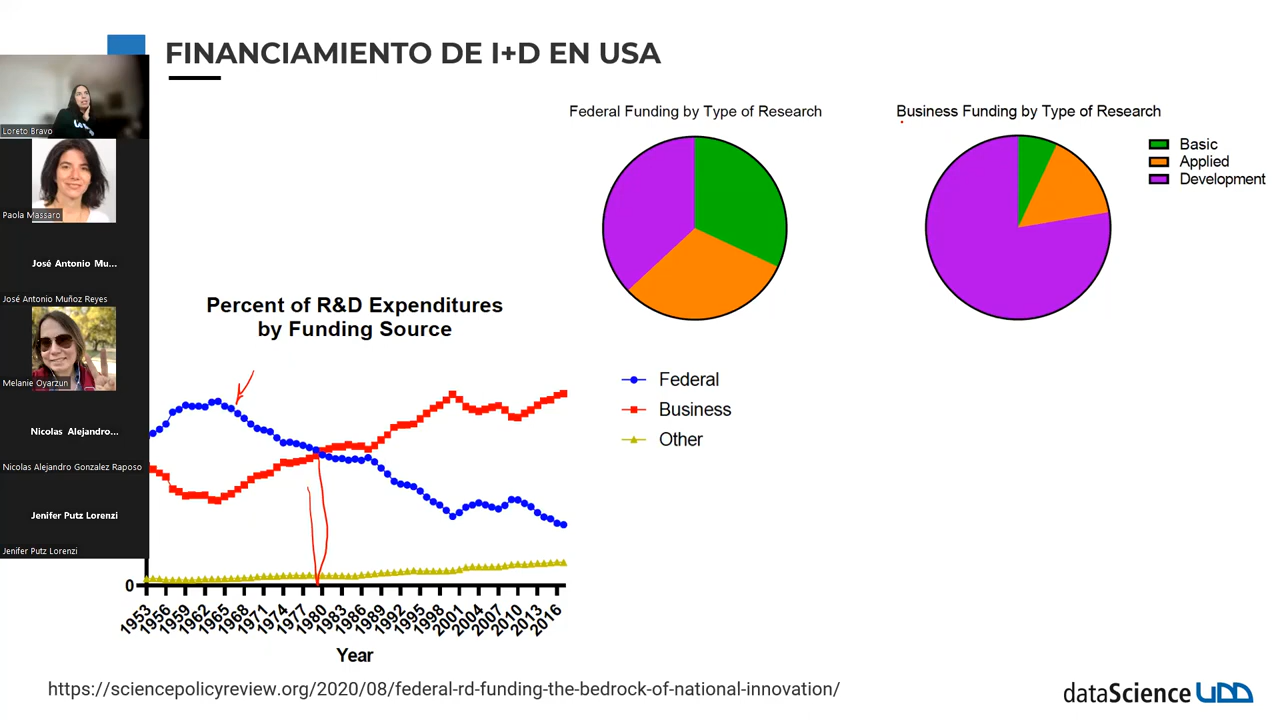 FINANCIAMIENTO DE I+D EN USA
Loreto Bravo
Paola Massaro
José Antonio Mu...
José Antonio Muñoz Reyes
Melanie Oyarzun
Nicolas Alejandro...
Nicolas Alejandro Gonzalez Raposo
Jenifer Putz Lorenzi
Jenifer Putz Lorenzi
Federal Funding by Type of Research
Business Funding by Type of Research
Basic
Applied
Development
Percent of R&D Expenditures
by Funding Source
Federal
Business
Other
0
1953
1956
1959
1962
1965
1968
1971
1974
1977
1980
1983
1986
1989
1992
1995
1998
2001
2004
2007
2010
2013
2016
Year
https://sciencepolicyreview.org/2020/08/federal-rd-funding-the-bedrock-of-national-innovation/
dataScience UDD